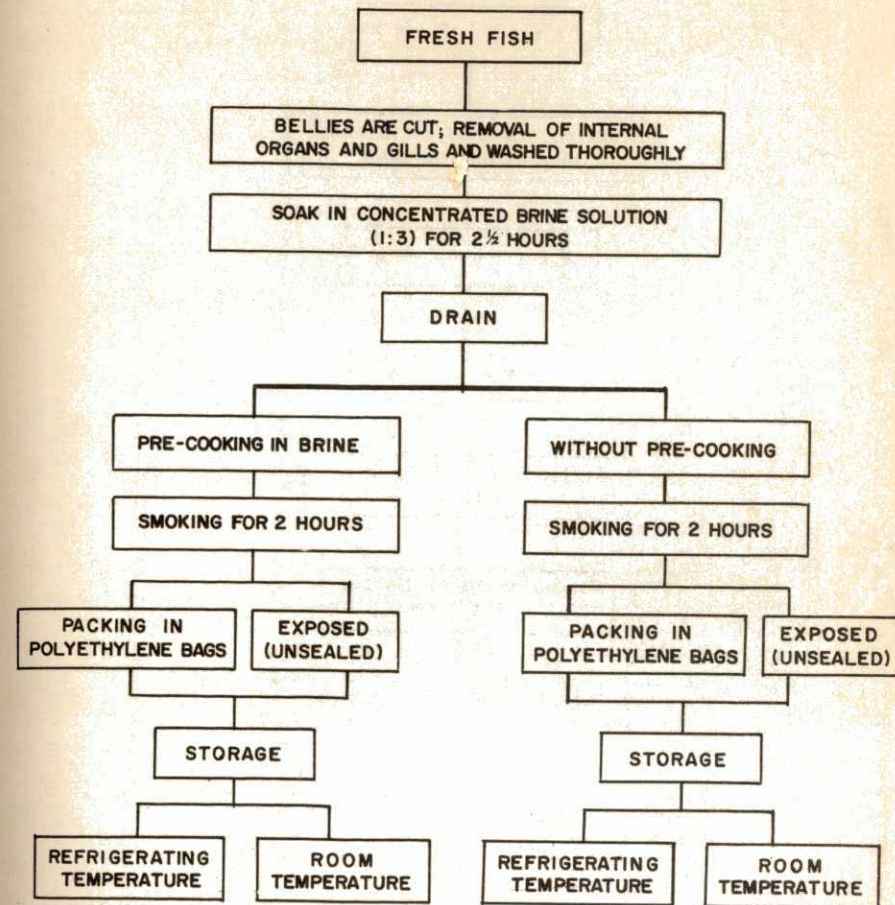 FRESH FISH
BELLIES ARE CUT; REMOVAL OF INTERNAL
ORGANS AND GILLS AND WASHED THOROUGHLY
SOAK IN CONCENTRATED BRINE SOLUTION
(1:3) FOR 2½ HOURS
DRAIN
PRE-COOKING IN BRINE
SMOKING FOR 2 HOURS
PACKING IN
POLYETHYLENE BAGS
EXPOSED
(UNSEALED)
STORAGE
REFRIGERATING
TEMPERATURE
ROOM
TEMPERATURE
WITHOUT PRE-COOKING
SMOKING FOR 2 HOURS
PACKING IN
POLYETHYLENE BAGS
EXPOSED
(UNSEALED)
STORAGE
REFRIGERATING
TEMPERATURE
ROOM
TEMPERATURE